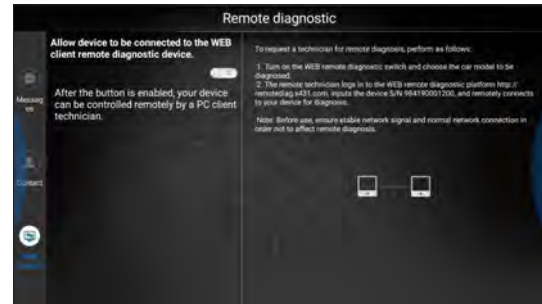 Remote diagnostic
Allow device to be connected to the WEB
client remote diagnostic device.
After the button is enabled, your device
can be controlled remotely by a PC client
technician.
Messag
es
Contact
To request a technician for remote diagnosis, perform as follows:
1. Turn on the WEB remote diagnostic switch and choose the car model to be
diagnosed.
2. The remote technician logs in to the WEB remote diagnostic platform http://
remotediag.x431.com, inputs the device S/N 984190001200, and remotely connects
to your device for diagnosis.
Note: Before use, ensure stable network signal and normal network connection in
order not to affect remote diagnosis.